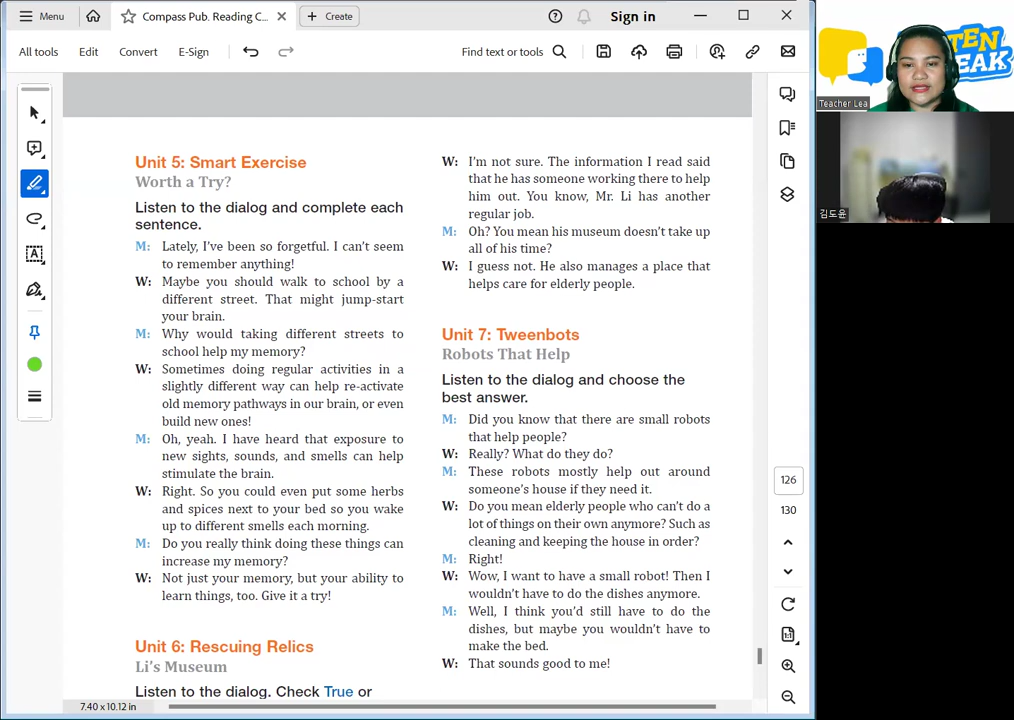 Menu
Compass Pub. Reading C...
Create
Sign in
All tools
Edit
Convert
E-Sign
Find text or tools
TEN
EAK
Teacher Lea
김도윤
Unit 5: Smart Exercise
Worth a Try?
Listen to the dialog and complete each
sentence.
M: Lately, I've been so forgetful. I can't seem
to remember anything!
W: Maybe you should walk to school by a
different street. That might jump-start
your brain.
M: Why would taking different streets to
school help my memory?
W: Sometimes doing regular activities in a
slightly different way can help re-activate
old memory pathways in our brain, or even
build new ones!
M: Oh, yeah. I have heard that exposure to
new sights, sounds, and smells can help
stimulate the brain.
W: Right. So you could even put some herbs
and spices next to your bed so you wake
up to different smells each morning.
M: Do you really think doing these things can
increase my memory?
W: Not just your memory, but your ability to
learn things, too. Give it a try!
Unit 6: Rescuing Relics
Li's Museum
Listen to the dialog. Check True or
W: I'm not sure. The information I read said
that he has someone working there to help
him out. You know, Mr. Li has another
regular job.
M: Oh? You mean his museum doesn't take up
all of his time?
W: I guess not. He also manages a place that
helps care for elderly people.
Unit 7: Tweenbots
Robots That Help
Listen to the dialog and choose the
best answer.
M: Did you know that there are small robots
that help people?
W: Really? What do they do?
M: These robots mostly help out around
someone's house if they need it.
W: Do you mean elderly people who can't do a
lot of things on their own anymore? Such as
cleaning and keeping the house in order?
M: Right!
W: Wow, I want to have a small robot! Then I
wouldn't have to do the dishes anymore.
M: Well, I think you'd still have to do the
dishes, but maybe you wouldn't have to
make the bed.
W: That sounds good to me!
126
130
7.40 x 10.12 in